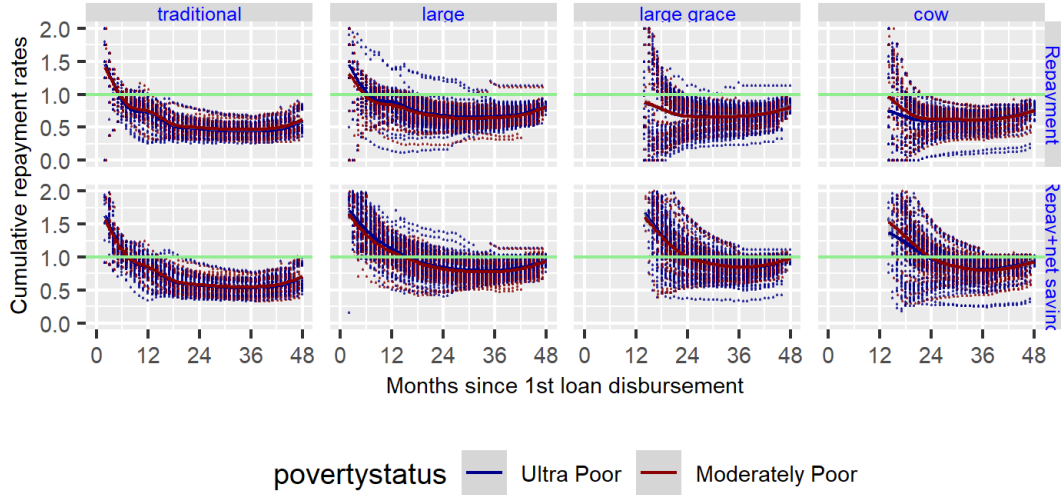 traditional large large grace cow
2.0
1.5
1.0
0.5
0.0
Repayment
2.0
1.5
1.0
0.5
0.0
Repay+net saving
0 12 24 36 48 0 12 24 36 48 0 12 24 36 48 0 12 24 36 48
Cumulative repayment rates
Months since 1st loan disbursement
povertystatus Ultra Poor Moderately Poor